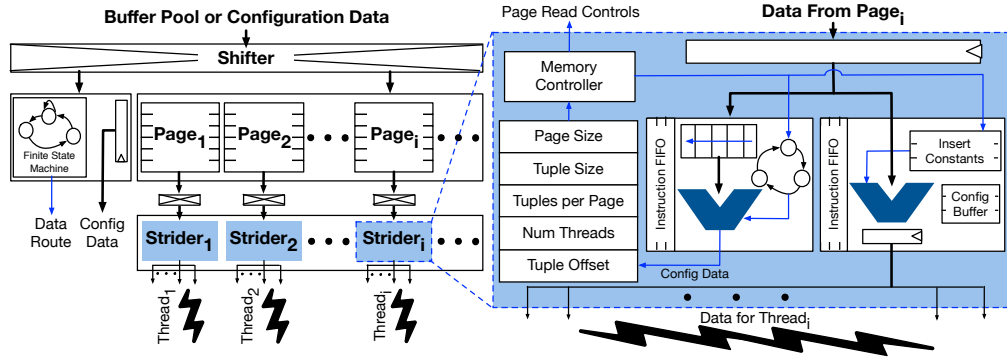 Buffer Pool or Configuration Data
Shifter
Finite State
Machine
Data
Route
Config
Data
Page1
Page2
Pagei
Strider1
Strider2
Strideri
Thread1
Thread2
Threadi
Page Read Controls
Data From Pagei
Memory
Controller
Page Size
Tuple Size
Tuples per Page
Num Threads
Tuple Offset
Instruction FIFO
Config Data
Instruction FIFO
Insert
Constants
Config
Buffer
Data for Threadi